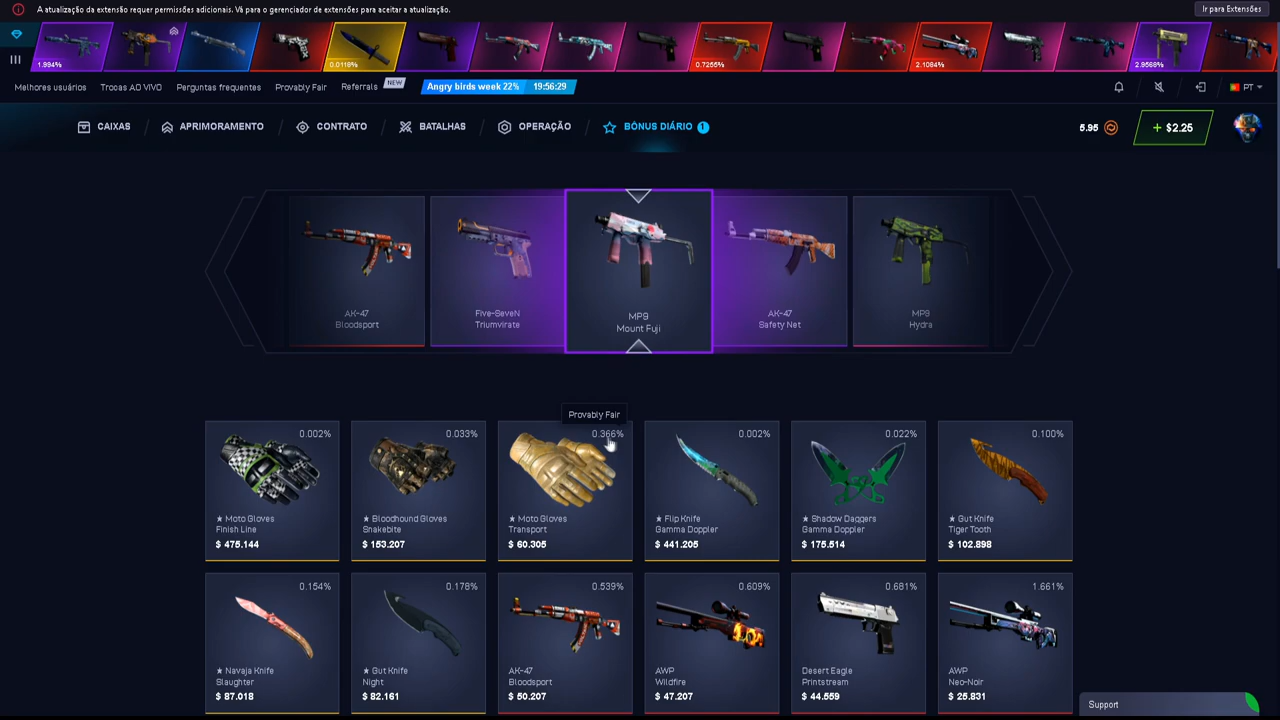 A atualização da extensão requer permissões adicionais. Vá para o gerenciador de extensões para aceitar a atualização.
Ir para Extensões
1.994%
0.0118%
0.7255%
2.1084%
2.9568%
Melhores usuários
Trocas AO VIVO
Perguntas frequentes
Provably Fair
Referrals
NEW
Angry birds week 22%
19:56:29
PT
CAIXAS
APRIMORAMENTO
CONTRATO
BATALHAS
OPERAÇÃO
BÔNUS DIÁRIO 1
5.95
+ $2.25
AK-47
Bloodsport
Five-SeveN
Triumvirate
MP9
Mount Fuji
AK-47
Safety Net
MP9
Hydra
Provably Fair
0.002%
★ Moto Gloves
Finish Line
$ 475.144
0.033%
★ Bloodhound Gloves
Snakebite
$ 153.207
0.366%
★ Moto Gloves
Transport
$ 60.305
0.002%
★ Flip Knife
Gamma Doppler
$ 441.205
0.022%
★ Shadow Daggers
Gamma Doppler
$ 175.514
0.100%
★ Gut Knife
Tiger Tooth
$ 102.898
0.154%
★ Navaja Knife
Slaughter
$ 87.018
0.178%
★ Gut Knife
Night
$ 82.161
0.539%
AK-47
Bloodsport
$ 50.207
0.609%
AWP
Wildfire
$ 47.207
0.681%
Desert Eagle
Printstream
$ 44.559
1.661%
AWP
Neo-Noir
$ 25.831
Support